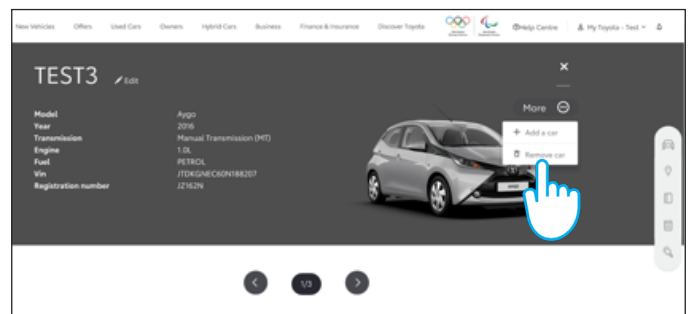 New Vehicles Offers Used Cars Owners Hybrid Cars Business Finance & Insurance Discover Toyota Help Centre My Toyota - Test
TEST3 Edit
More
Model Aygo
Year 2016
Transmission Manual Transmission (MT)
Engine 1.0L
Fuel PETROL
Vin JTDKGNEC60N188207
Registration number JZ162N
+ Add a car
Remove car
AYGO
1/3